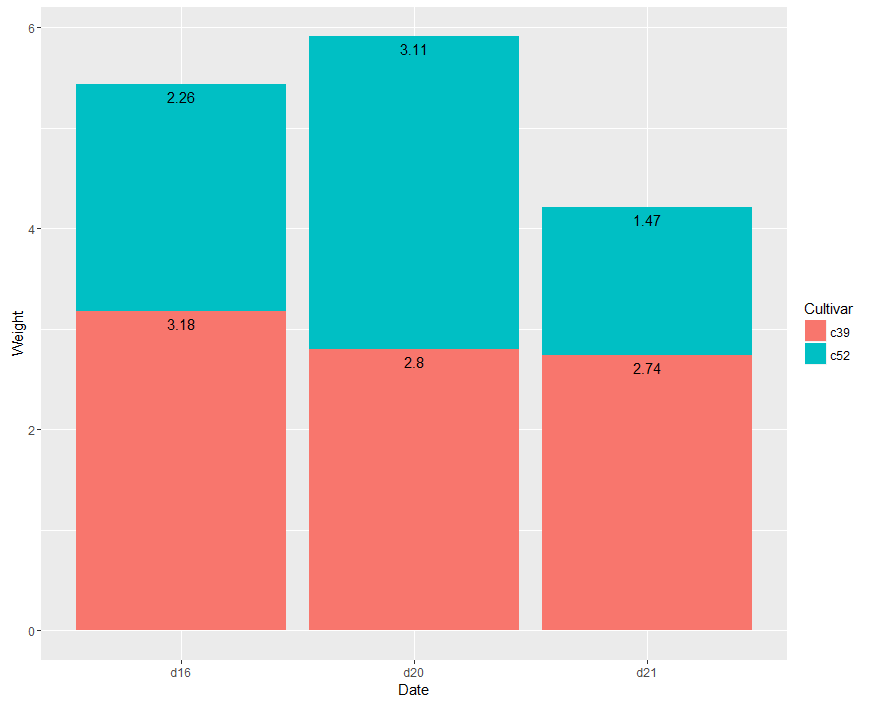 6
4
2
0
Weight
2.26
3.18
3.11
2.8
1.47
2.74
d16
d20
d21
Date
Cultivar
c39
c52